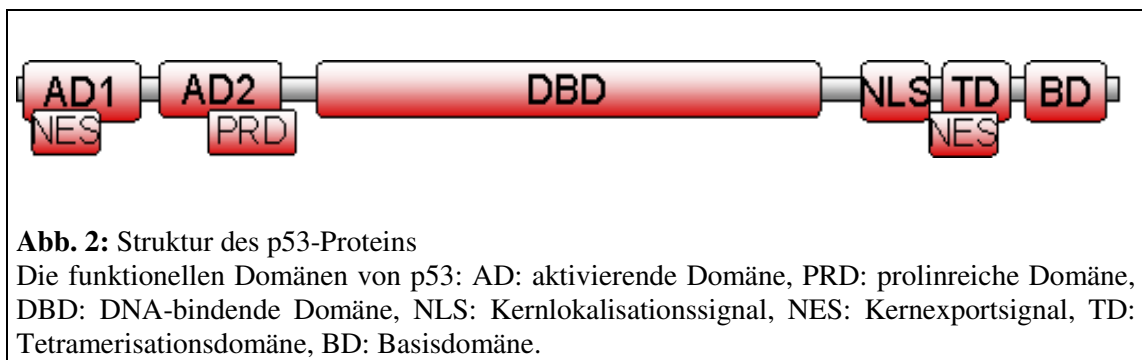 AD1 AD2 DBD NLS TD BD
NES PRD NES
Abb. 2: Struktur des p53-Proteins
Die funktionellen Domänen von p53: AD: aktivierende Domäne, PRD: prolinreiche Domäne,
DBD: DNA-bindende Domäne, NLS: Kernlokalisationssignal, NES: Kernexportsignal, TD:
Tetramerisationsdomäne, BD: Basisdomäne.